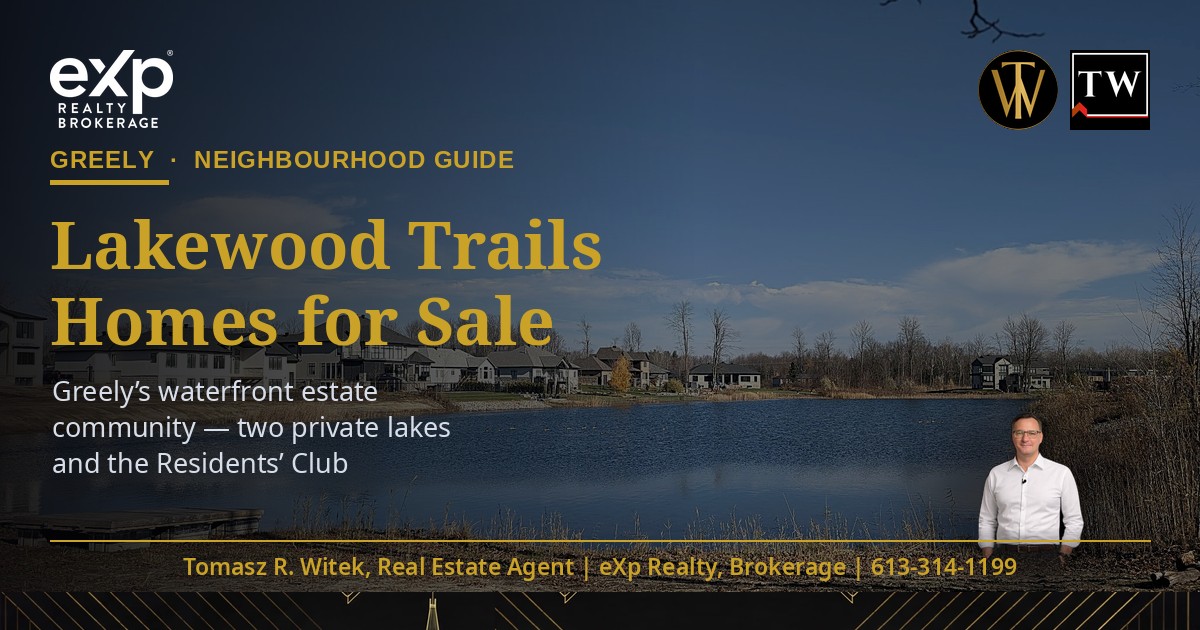 eXp®
REALTY
BROKERAGE
TW
TW
GREELY · NEIGHBOURHOOD GUIDE
Lakewood Trails
Homes for Sale
Greely’s waterfront estate
community — two private lakes
and the Residents’ Club
Tomasz R. Witek, Real Estate Agent | eXp Realty, Brokerage | 613-314-1199